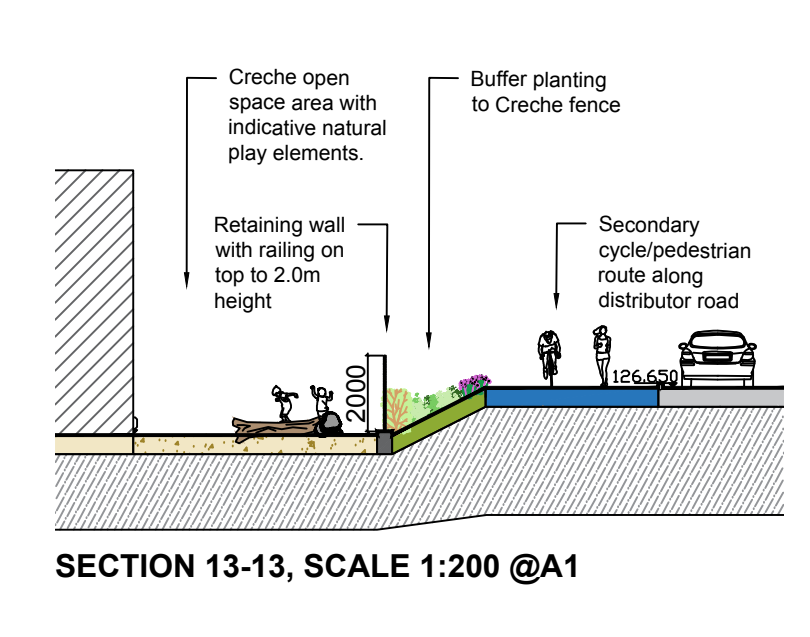 Creche open
space area with
indicative natural
play elements.
Buffer planting
to Creche fence
Retaining wall
with railing on
top to 2.0m
height
Secondary
cycle/pedestrian
route along
distributor road
2000
126.650
SECTION 13-13, SCALE 1:200 @A1